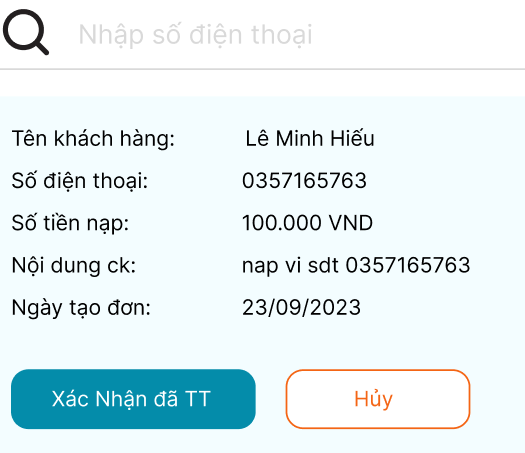 Nhập số điện thoại
Tên khách hàng: Lê Minh Hiếu
Số điện thoại: 0357165763
Số tiền nạp: 100.000 VND
Nội dung ck: nap vi sdt 0357165763
Ngày tạo đơn: 23/09/2023
Xác Nhận đã TT Hủy